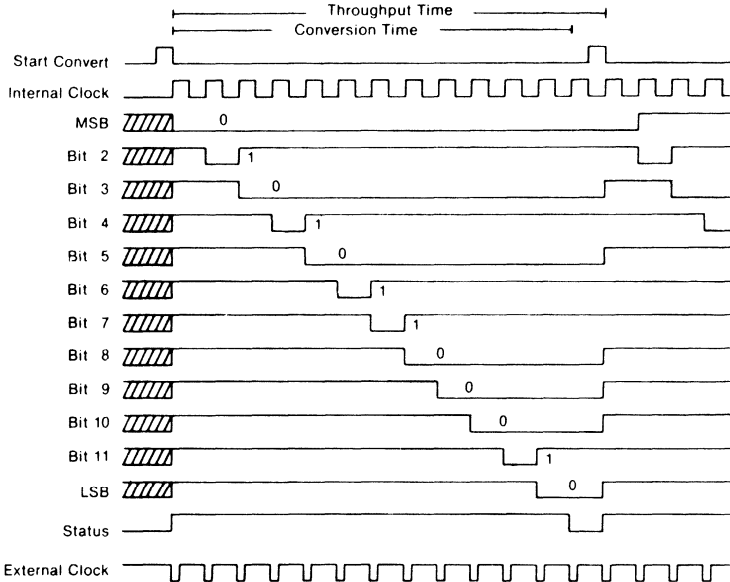 Throughput Time
Conversion Time
Start Convert
Internal Clock
MSB 0
Bit 2 1
Bit 3 0
Bit 4 1
Bit 5 0
Bit 6 1
Bit 7 1
Bit 8 0
Bit 9 0
Bit 10 0
Bit 11 1
LSB 0
Status
External Clock